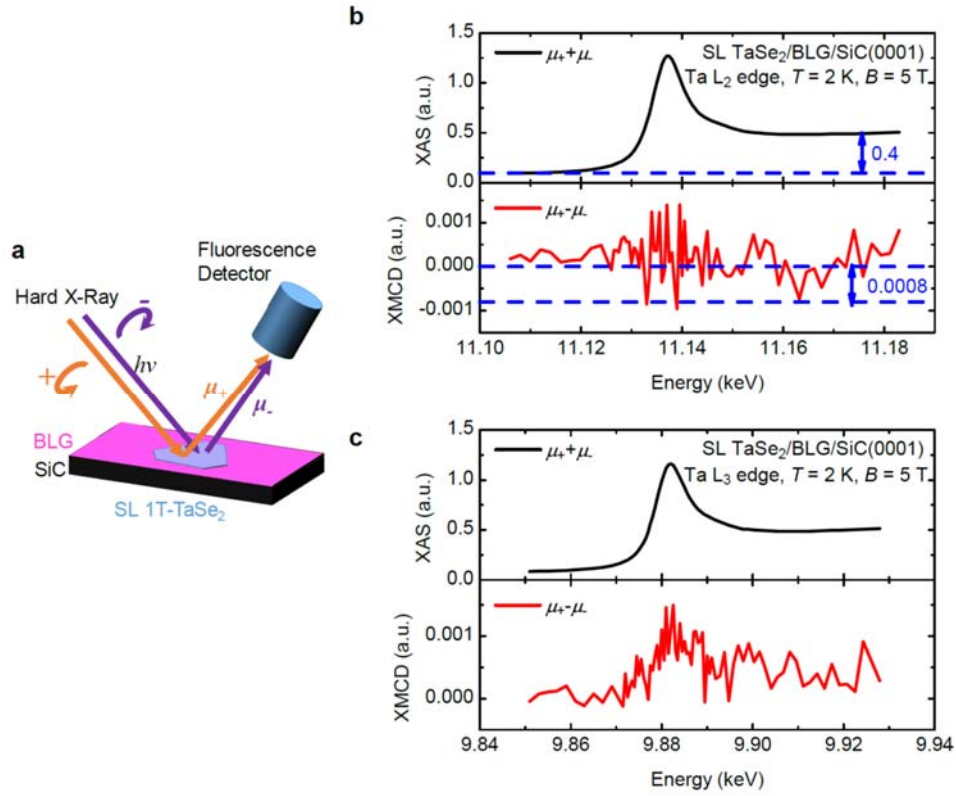 a
Hard X-Ray
Fluorescence
Detector
+
-
hν
μ₊
μ₋
BLG
SiC
SL 1T-TaSe₂
b
XAS (a.u.)
1.5
1.0
0.5
0.0
μ₊+μ₋
SL TaSe₂/BLG/SiC(0001)
Ta L₂ edge, T = 2 K, B = 5 T
0.4
XMCD (a.u.)
0.001
0.000
-0.001
μ₊-μ₋
0.0008
11.10 11.12 11.14 11.16 11.18
Energy (keV)
c
XAS (a.u.)
1.5
1.0
0.5
0.0
μ₊+μ₋
SL TaSe₂/BLG/SiC(0001)
Ta L₃ edge, T = 2 K, B = 5 T
XMCD (a.u.)
0.001
0.000
μ₊-μ₋
9.84 9.86 9.88 9.90 9.92 9.94
Energy (keV)